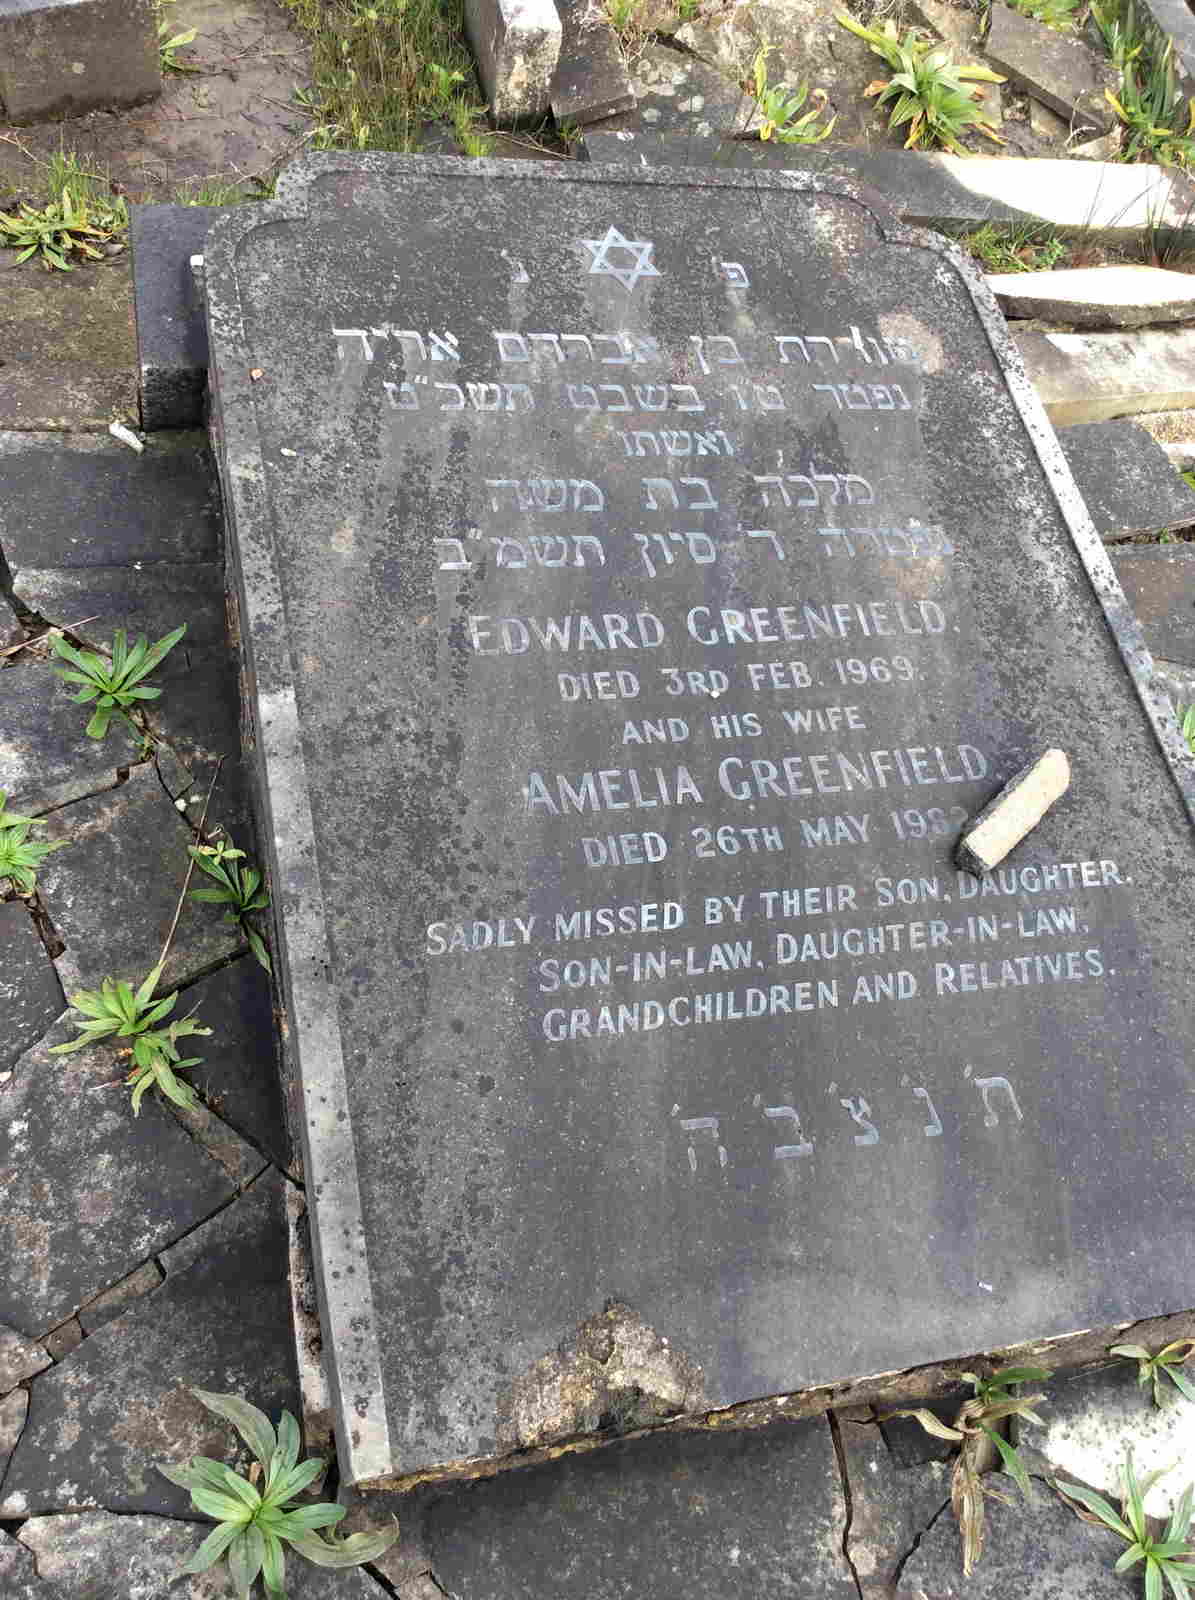 פ' נ'
בן אברהם ארי'ה
נפטר ט"ו בשבט תשכ"ט
ואשתו
מלכה בת משה
נפטרה ד' סיון תשמ"ב
EDWARD GREENFIELD.
DIED 3RD FEB. 1969.
AND HIS WIFE
AMELIA GREENFIELD
DIED 26TH MAY 1982
SADLY MISSED BY THEIR SON, DAUGHTER.
SON-IN-LAW, DAUGHTER-IN-LAW,
GRANDCHILDREN AND RELATIVES.
ת' נ' צ' ב' ה'